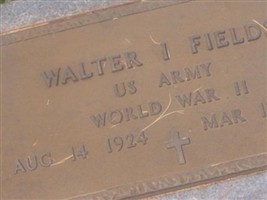 WALTER I FIELD
US ARMY
WORLD WAR II
AUG 14 1924 MAR